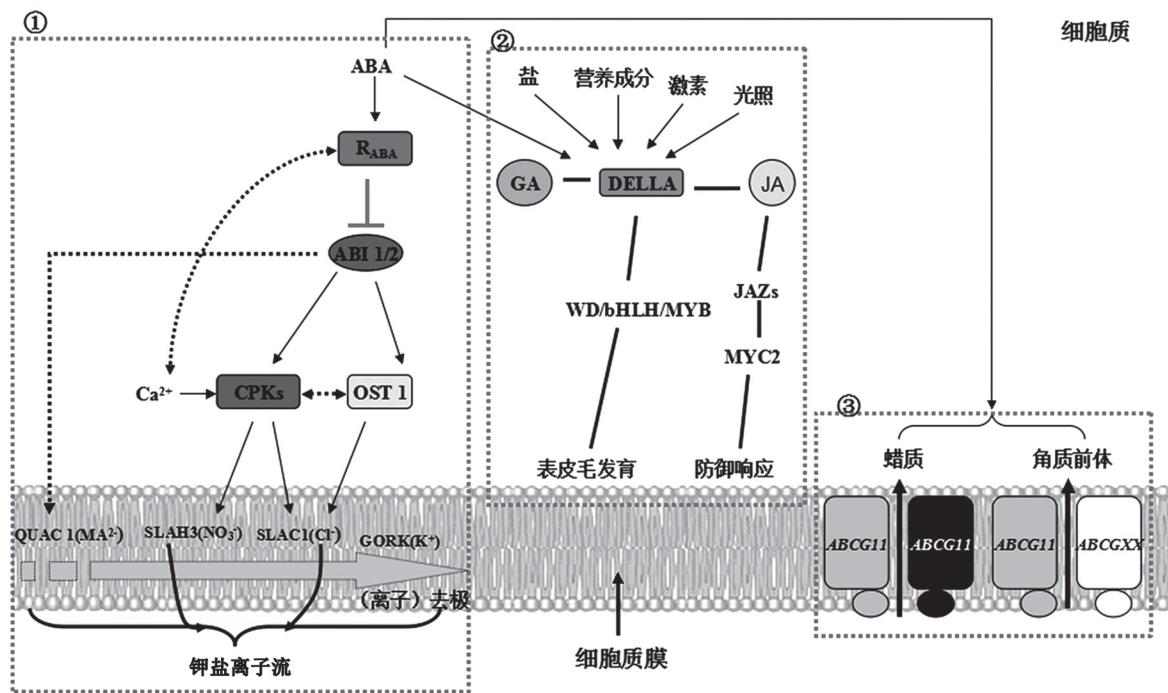 ①
细胞质
ABA
R_ABA
ABI 1/2
Ca²⁺
CPKs
OST 1
QUAC 1(MA²⁻)
SLAH3(NO₃⁻)
SLAC1(Cl⁻)
GORK(K⁺)
（离子）去极
钾盐离子流
②
盐
营养成分
激素
光照
GA
DELLA
JA
WD/bHLH/MYB
JAZs
MYC2
表皮毛发育
防御响应
细胞质膜
③
蜡质
角质前体
ABCG11
ABCG11
ABCG11
ABCGXX